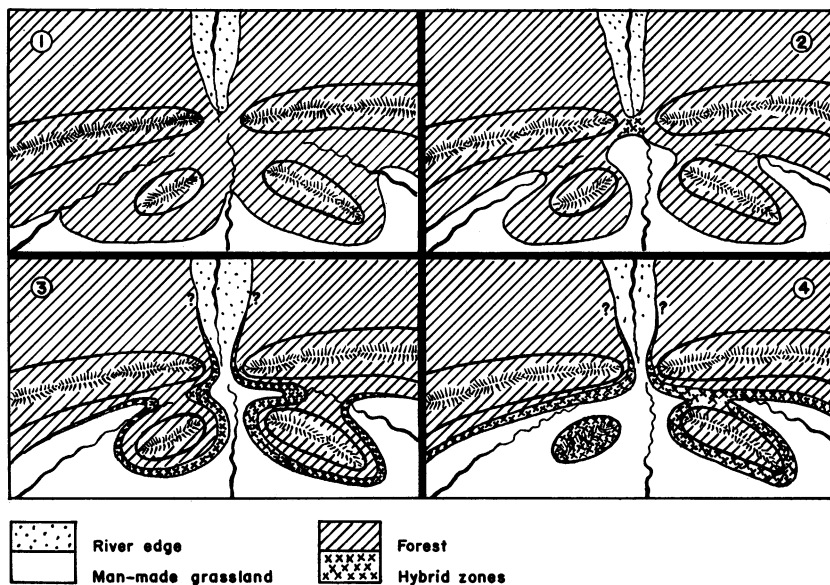 1
2
3
? ?
4
? ?
River edge
Man-made grassland
Forest
Hybrid zones